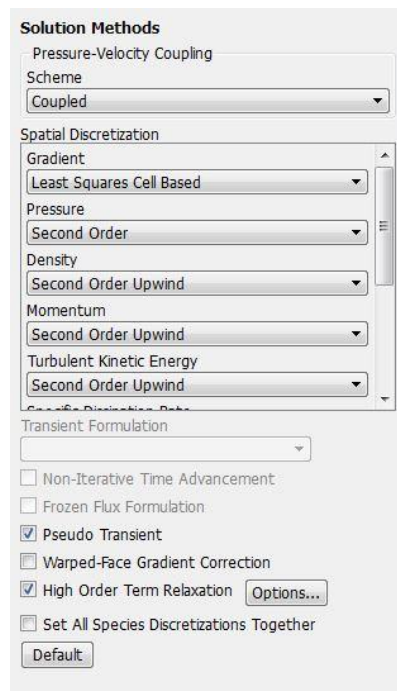 Solution Methods
Pressure-Velocity Coupling
Scheme
Coupled
Spatial Discretization
Gradient
Least Squares Cell Based
Pressure
Second Order
Density
Second Order Upwind
Momentum
Second Order Upwind
Turbulent Kinetic Energy
Second Order Upwind
Specific Dissipation Rate
Transient Formulation
Non-Iterative Time Advancement
Frozen Flux Formulation
Pseudo Transient
Warped-Face Gradient Correction
High Order Term Relaxation Options...
Set All Species Discretizations Together
Default